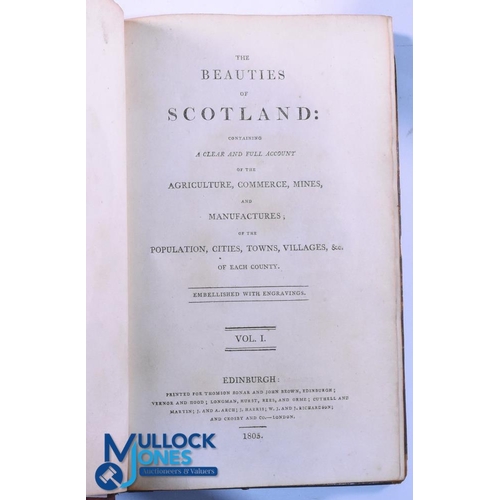 THE
BEAUTIES
OF
SCOTLAND:
CONTAINING
A CLEAR AND FULL ACCOUNT
OF THE
AGRICULTURE, COMMERCE, MINES,
AND
MANUFACTURES;
OF THE
POPULATION, CITIES, TOWNS, VILLAGES, &c.
OF EACH COUNTY.
EMBELLISHED WITH ENGRAVINGS.
VOL. I.
EDINBURGH:
PRINTED FOR THOMSON BONAR AND JOHN BROWN, EDINBURGH;
VERNOR AND HOOD; LONGMAN, HURST, REES, AND ORME; CUTHELL AND
MARTIN; J. AND A. ARCH; J. HARRIS; W. J. AND J. RICHARDSON;
AND CROSBY AND CO.—LONDON.
1805.
MULLOCK
JONES
Auctioneers & Valuers